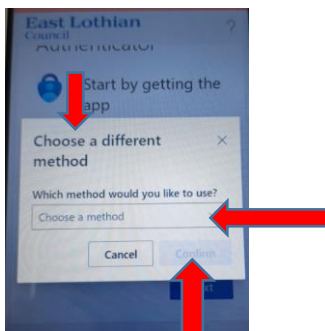 East Lothian
Council
?
Authenticator
Start by getting the
app
Choose a different
method
Which method would you like to use?
Choose a method
Cancel
Confirm